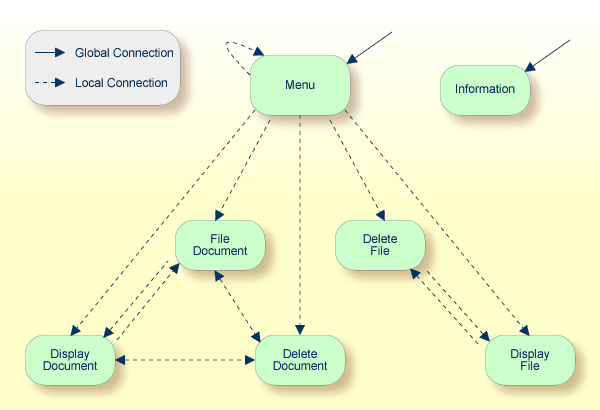 Global Connection
Local Connection
Menu
Information
File
Document
Delete
File
Display
Document
Delete
Document
Display
File